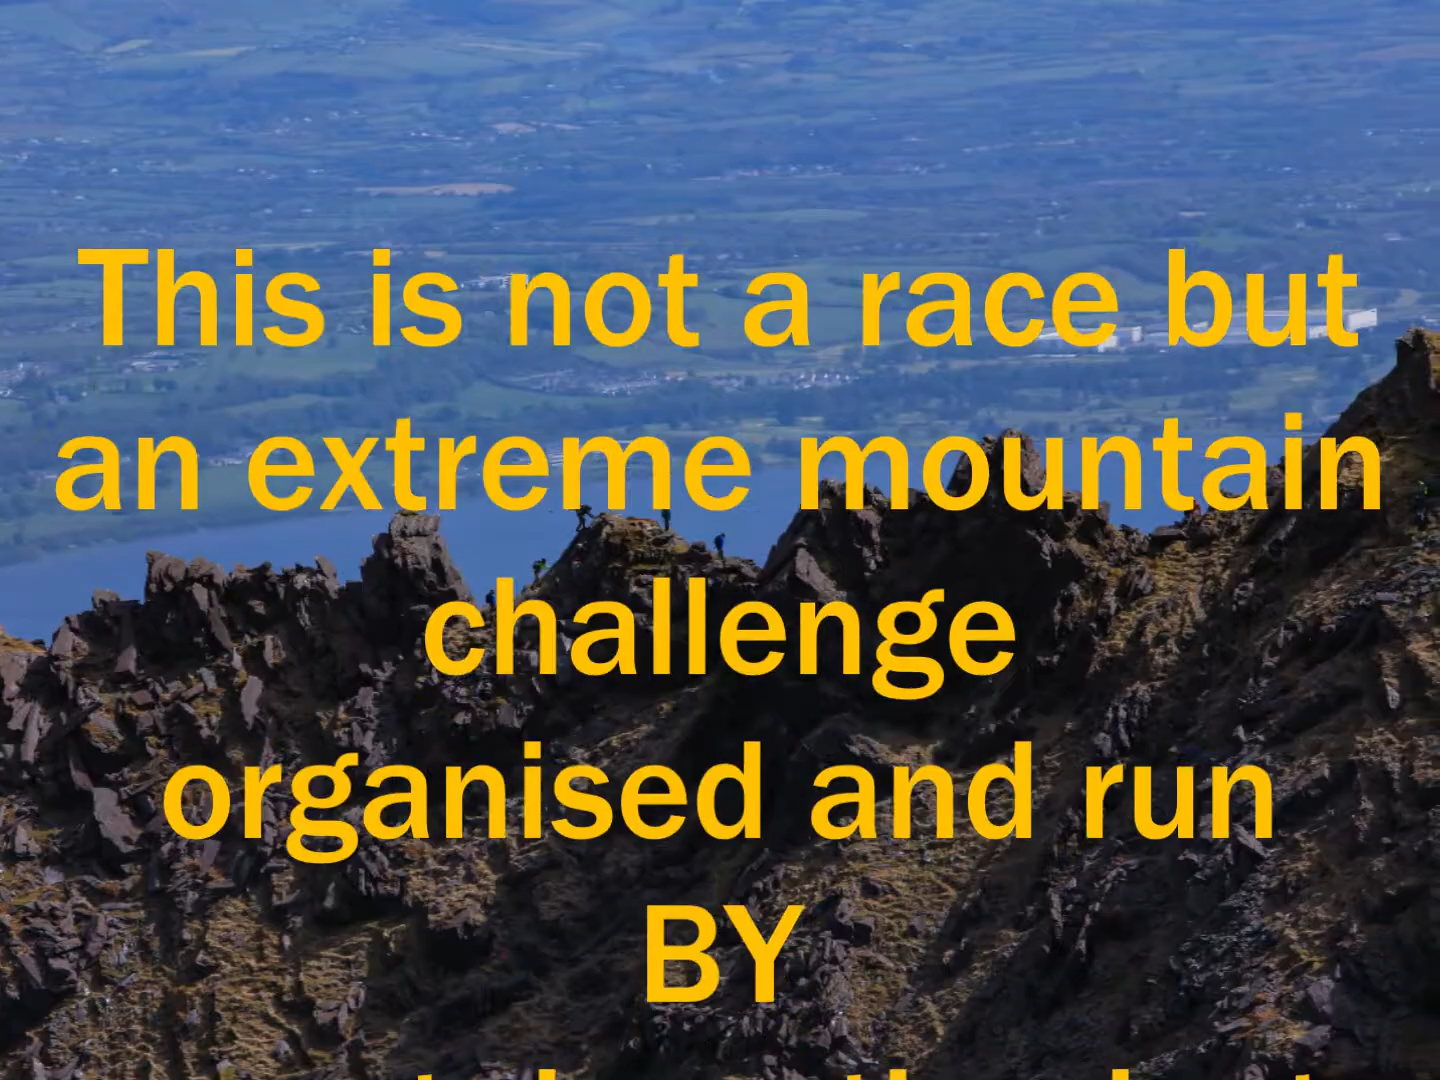 This is not a race but
an extreme mountain
challenge
organised and run
BY